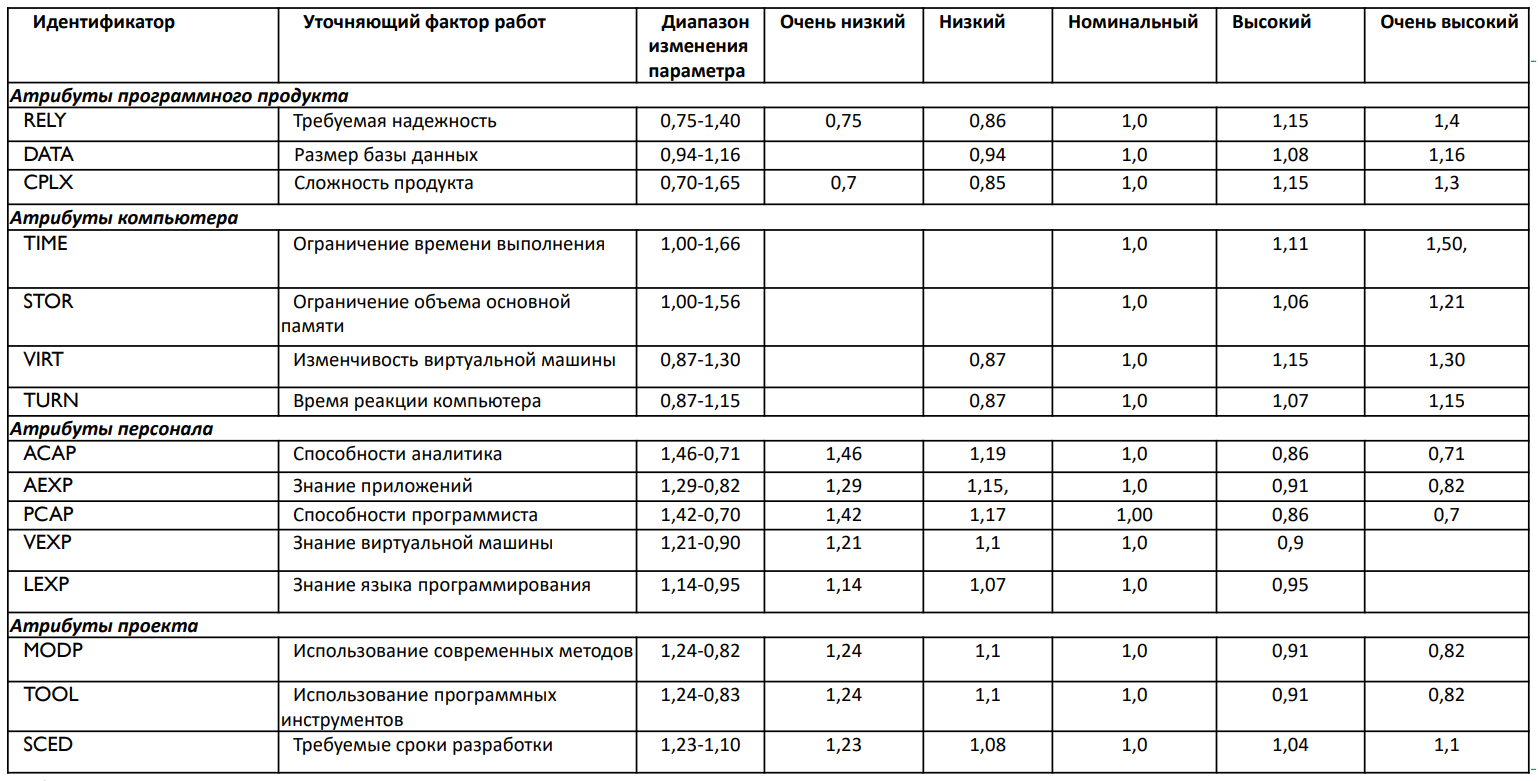 Идентификатор Уточняющий фактор работ Диапазон изменения параметра Очень низкий Низкий Номинальный Высокий Очень высокий
Атрибуты программного продукта
RELY Требуемая надежность 0,75-1,40 0,75 0,86 1,0 1,15 1,4
DATA Размер базы данных 0,94-1,16 0,94 1,0 1,08 1,16
CPLX Сложность продукта 0,70-1,65 0,7 0,85 1,0 1,15 1,3
Атрибуты компьютера
TIME Ограничение времени выполнения 1,00-1,66 1,0 1,11 1,50,
STOR Ограничение объема основной памяти 1,00-1,56 1,0 1,06 1,21
VIRT Изменчивость виртуальной машины 0,87-1,30 0,87 1,0 1,15 1,30
TURN Время реакции компьютера 0,87-1,15 0,87 1,0 1,07 1,15
Атрибуты персонала
ACAP Способности аналитика 1,46-0,71 1,46 1,19 1,0 0,86 0,71
AEXP Знание приложений 1,29-0,82 1,29 1,15, 1,0 0,91 0,82
PCAP Способности программиста 1,42-0,70 1,42 1,17 1,00 0,86 0,7
VEXP Знание виртуальной машины 1,21-0,90 1,21 1,1 1,0 0,9
LEXP Знание языка программирования 1,14-0,95 1,14 1,07 1,0 0,95
Атрибуты проекта
MODP Использование современных методов 1,24-0,82 1,24 1,1 1,0 0,91 0,82
TOOL Использование программных инструментов 1,24-0,83 1,24 1,1 1,0 0,91 0,82
SCED Требуемые сроки разработки 1,23-1,10 1,23 1,08 1,0 1,04 1,1